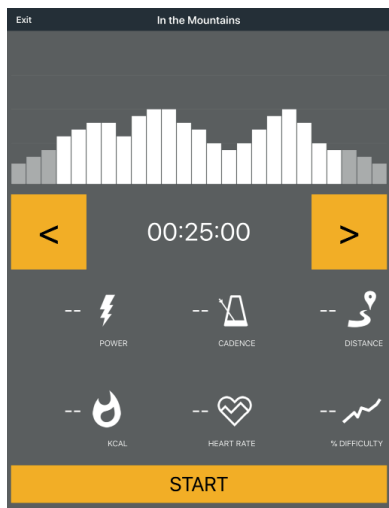 Exit In the Mountains
< 00:25:00 >
-- -- --
POWER CADENCE DISTANCE
-- -- --
KCAL HEART RATE % DIFFICULTY
START